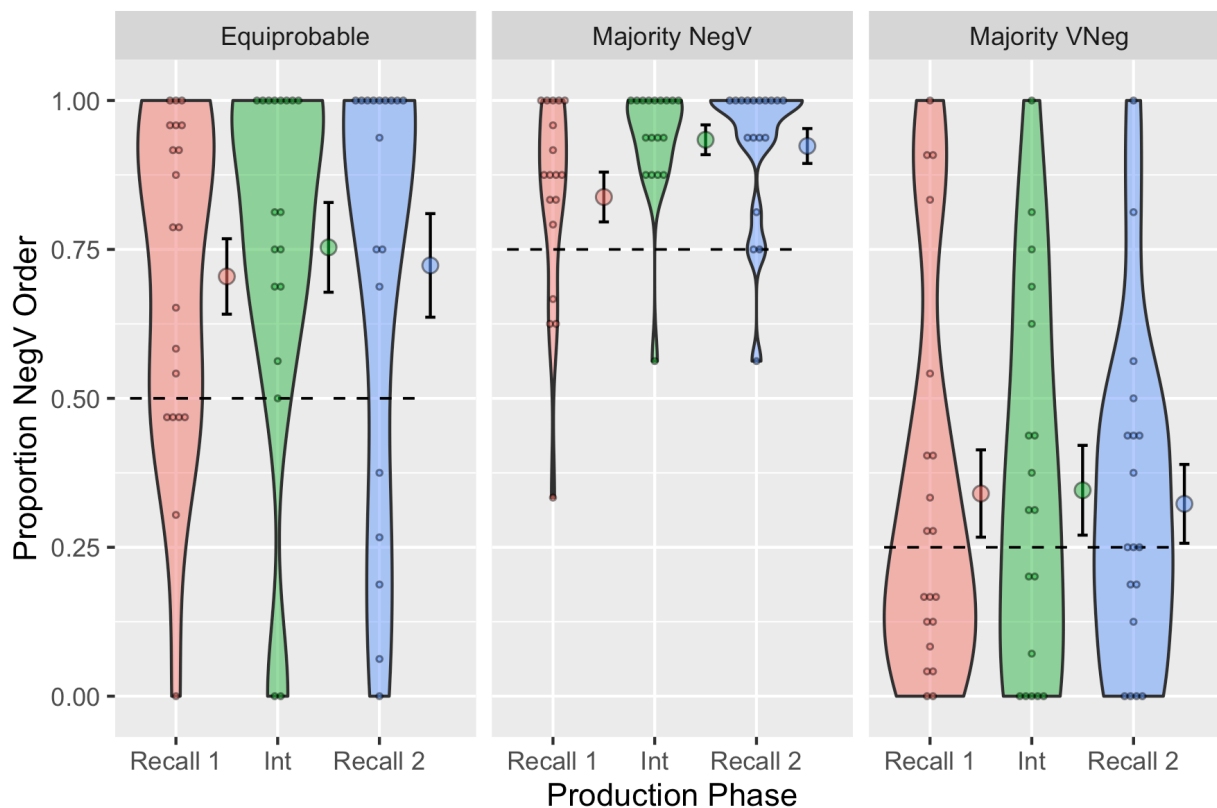 Equiprobable
Majority NegV
Majority VNeg
Proportion NegV Order
1.00
0.75
0.50
0.25
0.00
Recall 1 Int Recall 2
Recall 1 Int Recall 2
Recall 1 Int Recall 2
Production Phase